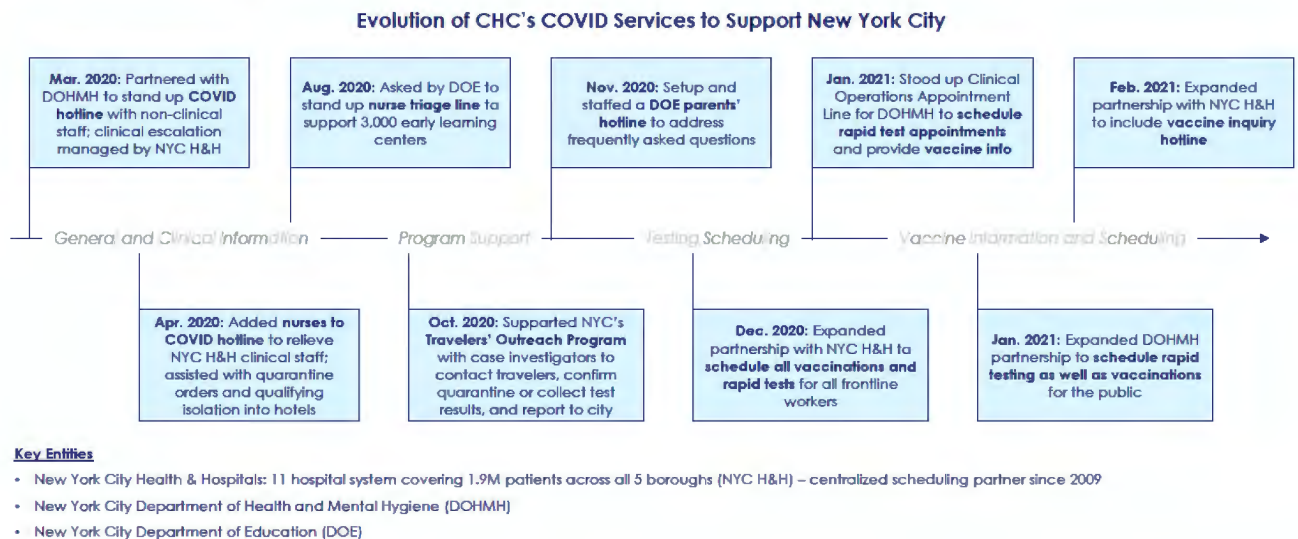 Evolution of CHC's COVID Services to Support New York City
Mar. 2020: Partnered with
DOHMH to stand up COVID
hotline with non-clinical
staff; clinical escalation
managed by NYC H&H
Aug. 2020: Asked by DOE to
stand up nurse triage line to
support 3,000 early learning
centers
Nov. 2020: Setup and
staffed a DOE parents'
hotline to address
frequently asked questions
Jan. 2021: Stood up Clinical
Operations Appointment
Line for DOHMH to schedule
rapid test appointments
and provide vaccine info
Feb. 2021: Expanded
partnership with NYC H&H
to include vaccine inquiry
hotline
General and Clinical Information
Program Support
Testing Scheduling
Vaccine Information and Scheduling
Apr. 2020: Added nurses to
COVID hotline to relieve
NYC H&H clinical staff;
assisted with quarantine
orders and qualifying
isolation into hotels
Oct. 2020: Supported NYC's
Travelers' Outreach Program
with case investigators to
contact travelers, confirm
quarantine or collect test
results, and report to city
Dec. 2020: Expanded
partnership with NYC H&H to
schedule all vaccinations and
rapid tests for all frontline
workers
Jan. 2021: Expanded DOHMH
partnership to schedule rapid
testing as well as vaccinations
for the public
Key Entities
• New York City Health & Hospitals: 11 hospital system covering 1.9M patients across all 5 boroughs (NYC H&H) – centralized scheduling partner since 2009
• New York City Department of Health and Mental Hygiene (DOHMH)
• New York City Department of Education (DOE)